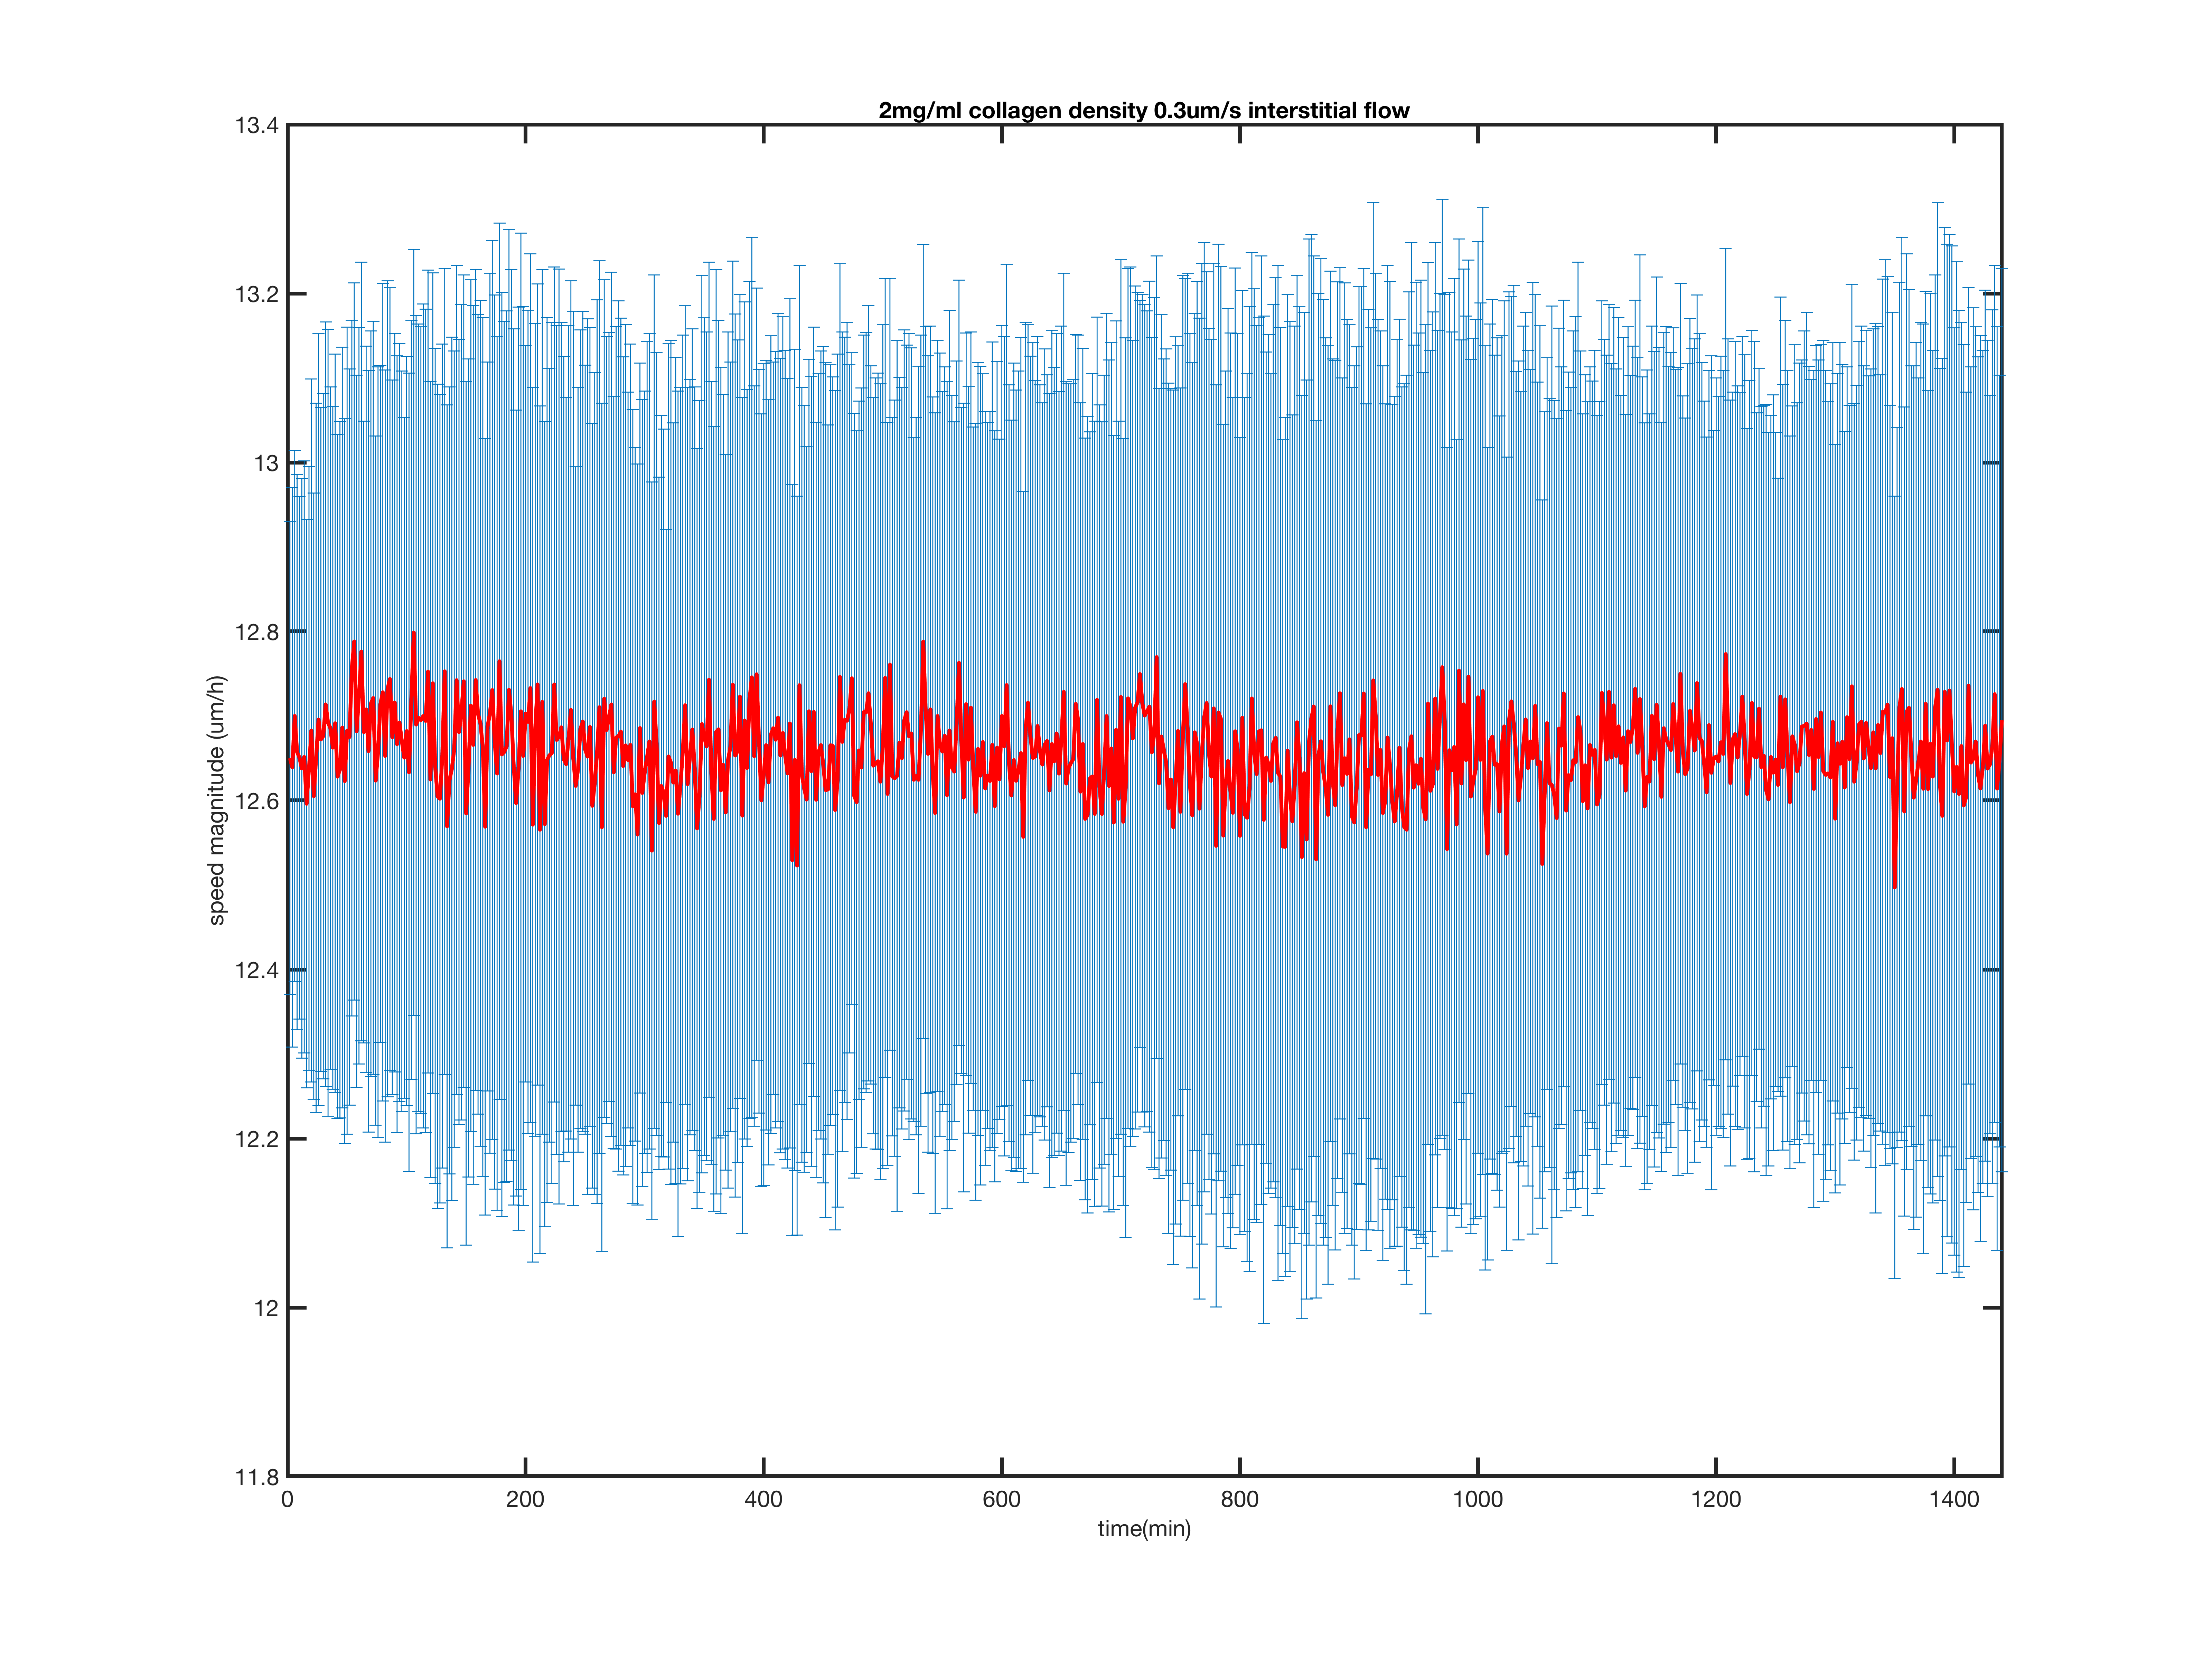 2mg/ml collagen density 0.3um/s interstitial flow
13.4
13.2
13
12.8
12.6
12.4
12.2
12
11.8
speed magnitude (um/h)
0 200 400 600 800 1000 1200 1400
time(min)